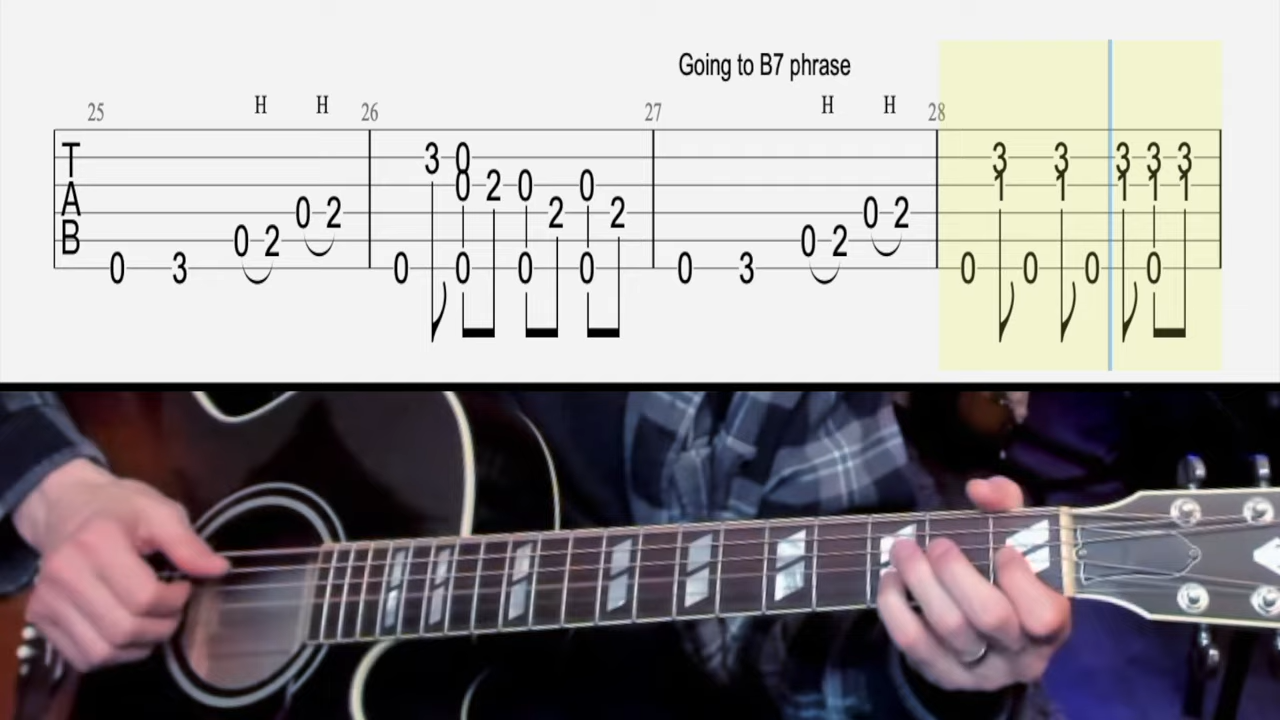 Going to B7 phrase
25 H H 26 27 H H 28
T
A
B
3 0 3 3 3 3 3
0 2 0 0 1 1 1 1 1
0 2 2 2 0 2
0 2 0 2
0 3 0 0 0 0 0 3 0 0 0 0